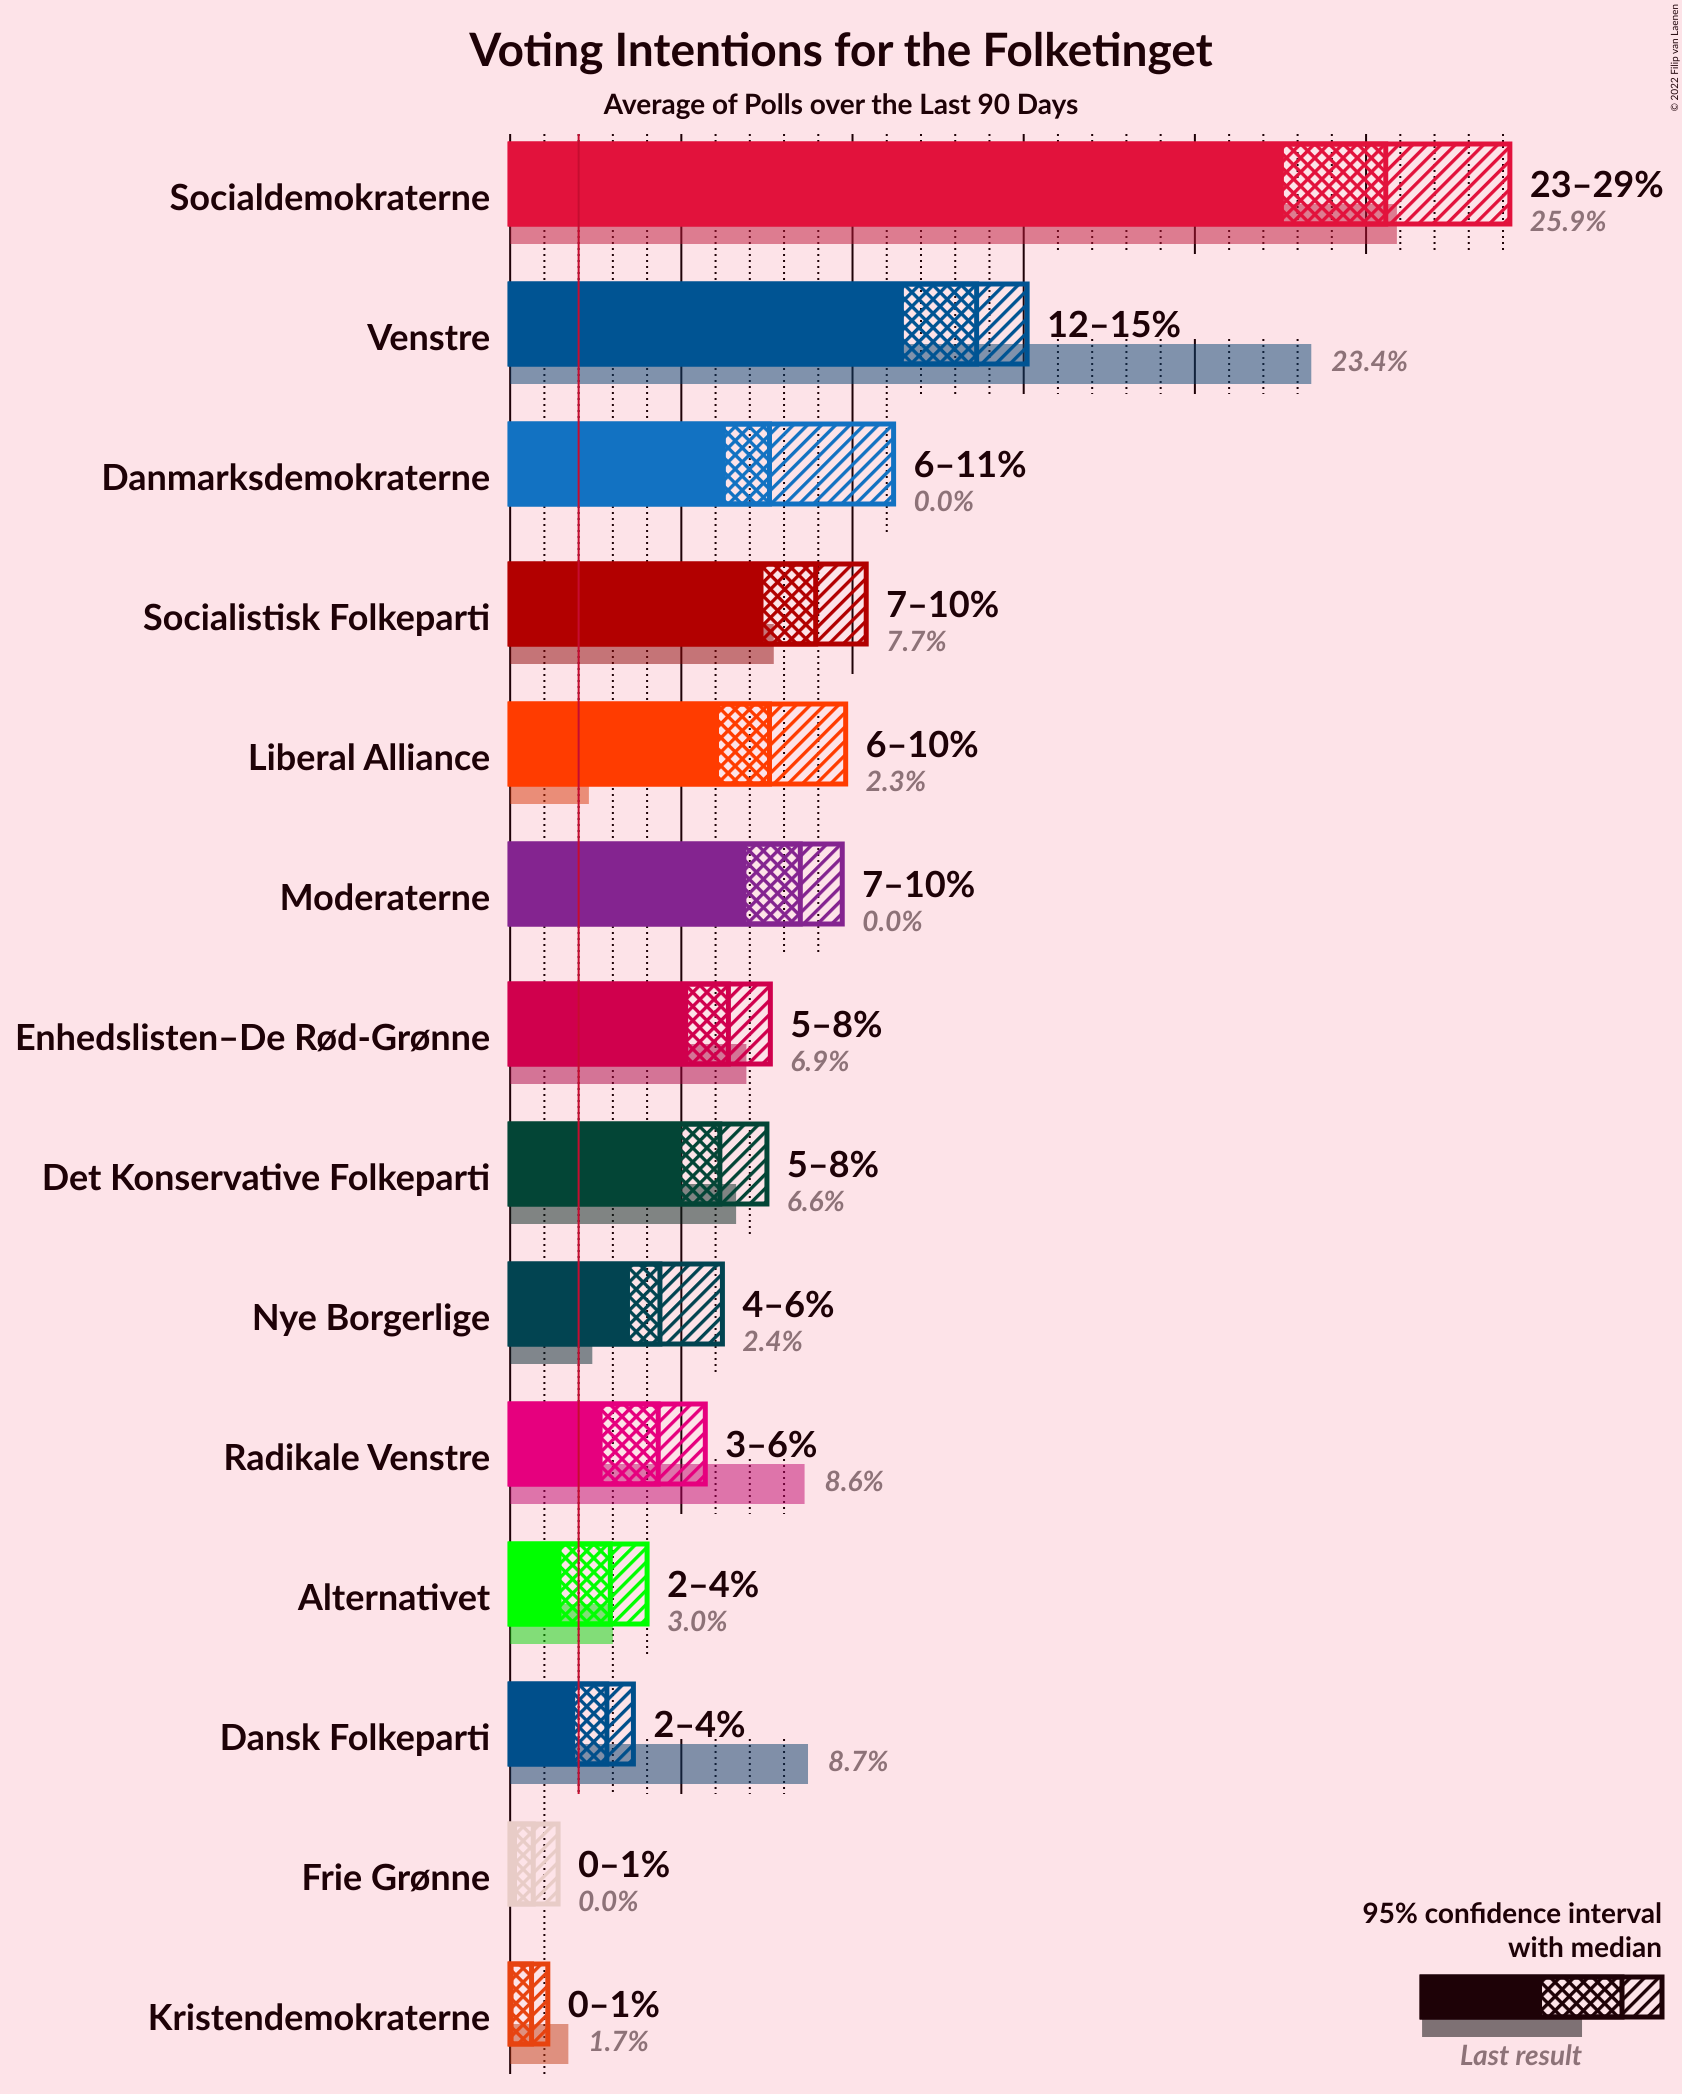 Voting Intentions for the Folketinget
Average of Polls over the Last 90 Days
© 2022 Filip van Laenen
Socialdemokraterne
23–29%
25.9%
Venstre
12–15%
23.4%
Danmarksdemokraterne
6–11%
0.0%
Socialistisk Folkeparti
7–10%
7.7%
Liberal Alliance
6–10%
2.3%
Moderaterne
7–10%
0.0%
Enhedslisten–De Rød-Grønne
5–8%
6.9%
Det Konservative Folkeparti
5–8%
6.6%
Nye Borgerlige
4–6%
2.4%
Radikale Venstre
3–6%
8.6%
Alternativet
2–4%
3.0%
Dansk Folkeparti
2–4%
8.7%
Frie Grønne
0–1%
0.0%
Kristendemokraterne
0–1%
1.7%
95% confidence interval
with median
Last result